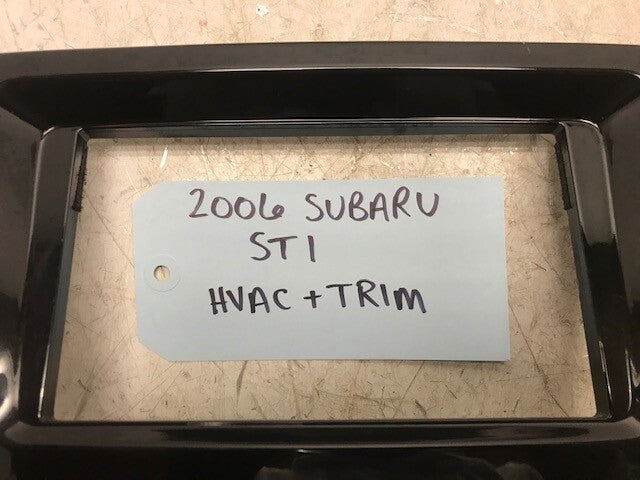 2006 SUBARU
STI
HVAC + TRIM